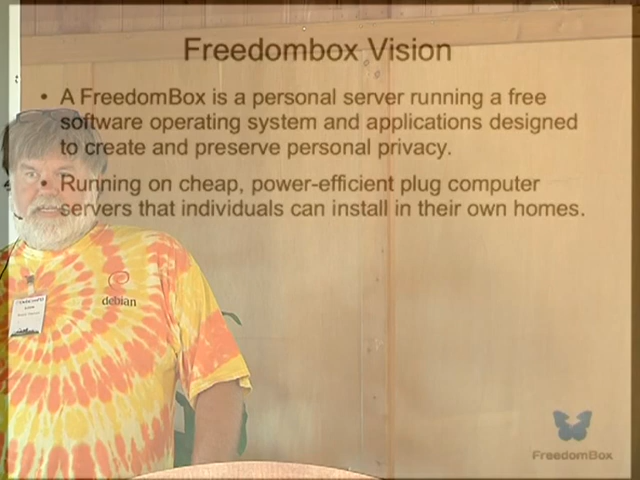 Freedombox Vision
• A FreedomBox is a personal server running a free
software operating system and applications designed
to create and preserve personal privacy.
• Running on cheap, power-efficient plug computer
servers that individuals can install in their own homes.
debian
FreedomBox